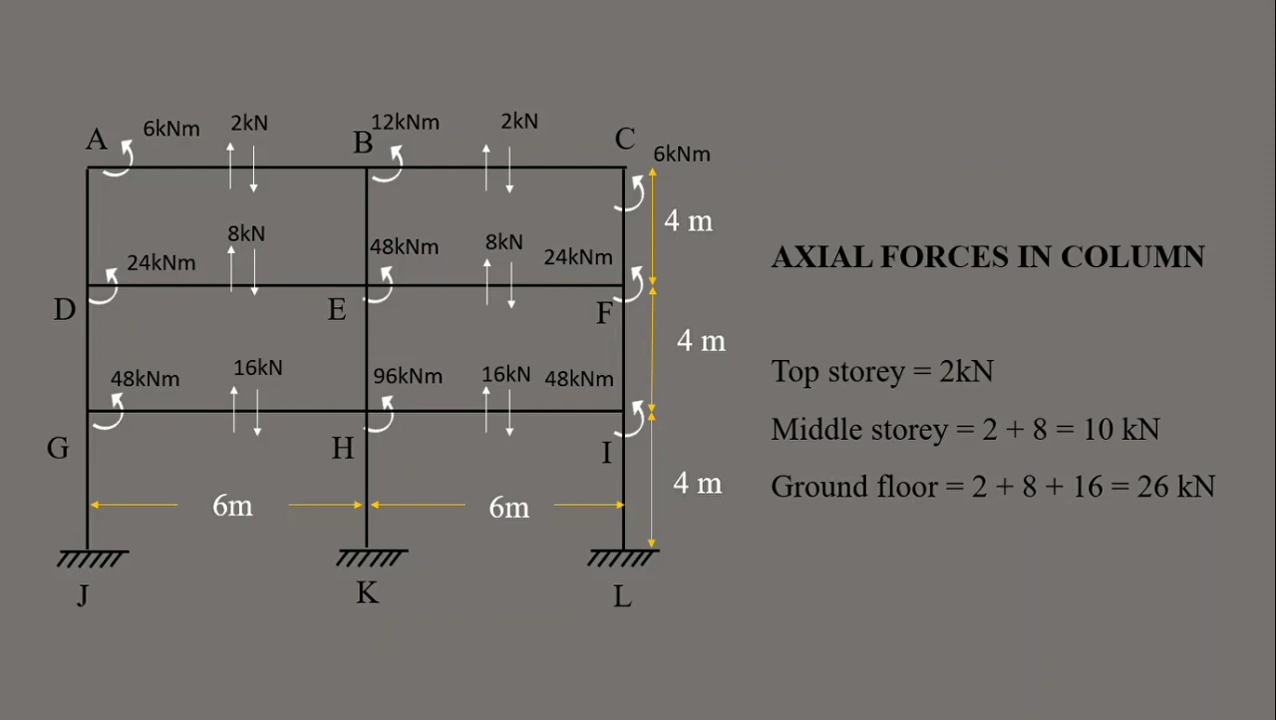 A 6kNm 2kN B 12kNm 2kN C
6kNm
4 m
24kNm 8kN 48kNm 8kN 24kNm
D E F
4 m
48kNm 16kN 96kNm 16kN 48kNm
G H I
4 m
6m 6m
J K L
AXIAL FORCES IN COLUMN
Top storey = 2kN
Middle storey = 2 + 8 = 10 kN
Ground floor = 2 + 8 + 16 = 26 kN